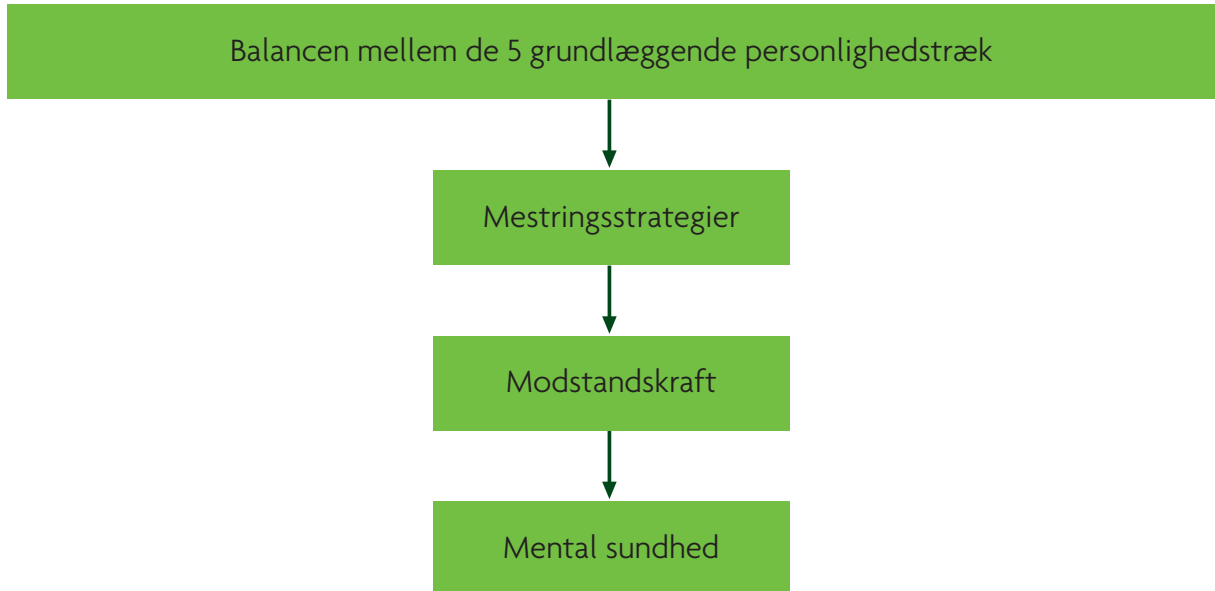 Balancen mellem de 5 grundlæggende personlighedstræk
Mestringsstrategier
Modstandskraft
Mental sundhed